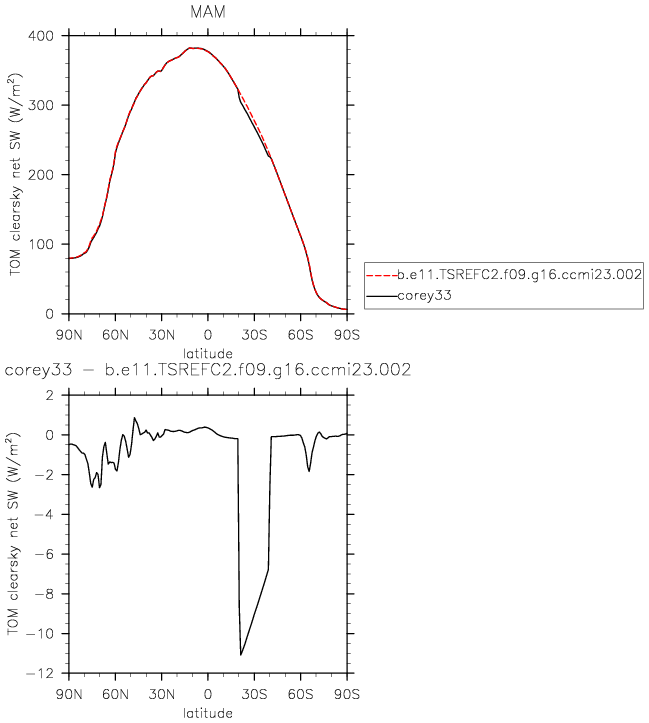 MAM
TOM clearsky net SW (W/m²)
400
300
200
100
0
90N 60N 30N 0 30S 60S 90S
latitude
b.e11.TSREFC2.f09.g16.ccmi23.002
corey33
corey33 − b.e11.TSREFC2.f09.g16.ccmi23.002
TOM clearsky net SW (W/m²)
2
0
−2
−4
−6
−8
−10
−12
90N 60N 30N 0 30S 60S 90S
latitude